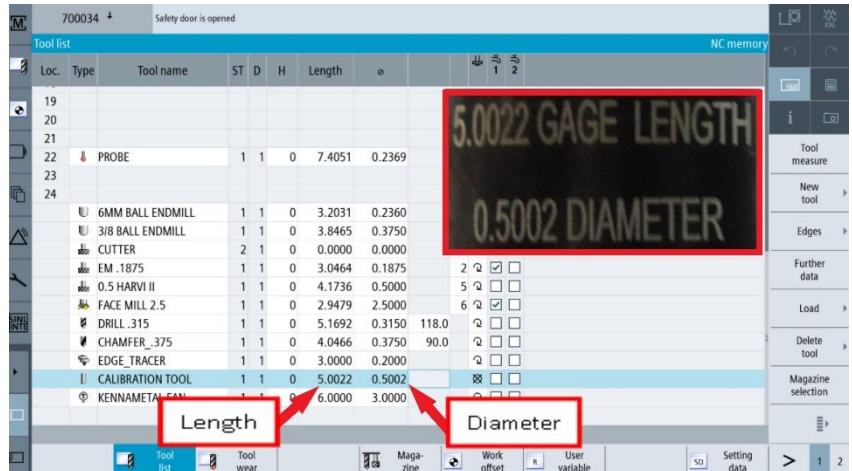 700034 Safety door is opened
JOG
Tool list NC memory
Loc. Type Tool name ST D H Length ø 1 2
19
20
21
22 PROBE 1 1 0 7.4051 0.2369
23
24
6MM BALL ENDMILL 1 1 0 3.2031 0.2360
3/8 BALL ENDMILL 1 1 0 3.8465 0.3750
CUTTER 2 1 0 0.0000 0.0000
EM .1875 1 1 0 3.0464 0.1875 2
0.5 HARVI II 1 1 0 4.1736 0.5000 5
FACE MILL 2.5 1 1 0 2.9479 2.5000 6
DRILL .315 1 1 0 5.1692 0.3150 118.0
CHAMFER_.375 1 1 0 4.0466 0.3750 90.0
EDGE_TRACER 1 1 0 3.0000 0.2000
CALIBRATION TOOL 1 1 0 5.0022 0.5002
KENNAMETAL FAN 6.0000 3.0000
5.0022 GAGE LENGTH
0.5002 DIAMETER
Length
Diameter
M
Tool
measure
New
tool
Edges
Further
data
Load
Delete
tool
Magazine
selection
Tool
list
Tool
wear
Maga-
zine
Work
offset
R User
variable
SD Setting
data
> 1 2